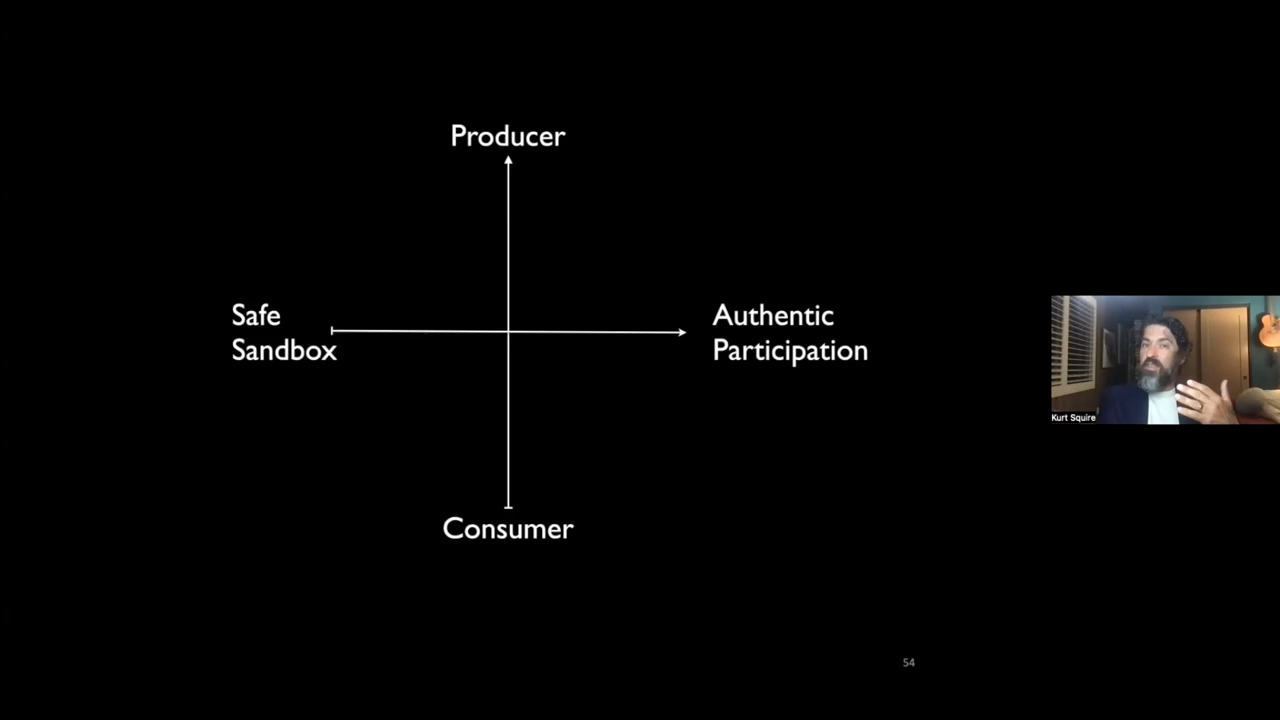 Producer
Safe
Sandbox
Authentic
Participation
Kurt Squire
Consumer
54